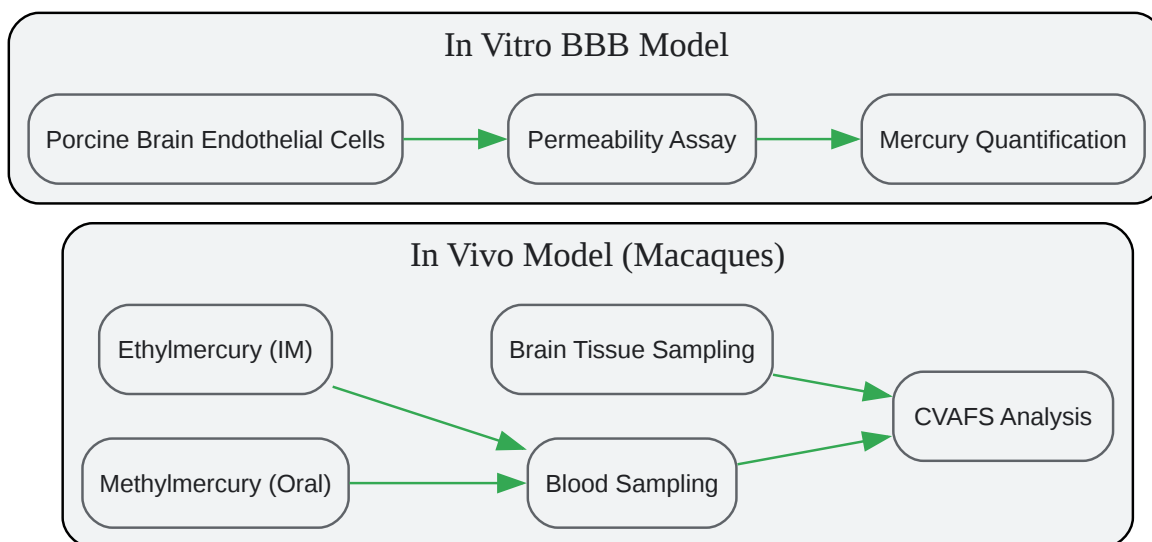 In Vitro BBB Model
Porcine Brain Endothelial Cells
Permeability Assay
Mercury Quantification
In Vivo Model (Macaques)
Ethylmercury (IM)
Brain Tissue Sampling
CVAFS Analysis
Methylmercury (Oral)
Blood Sampling